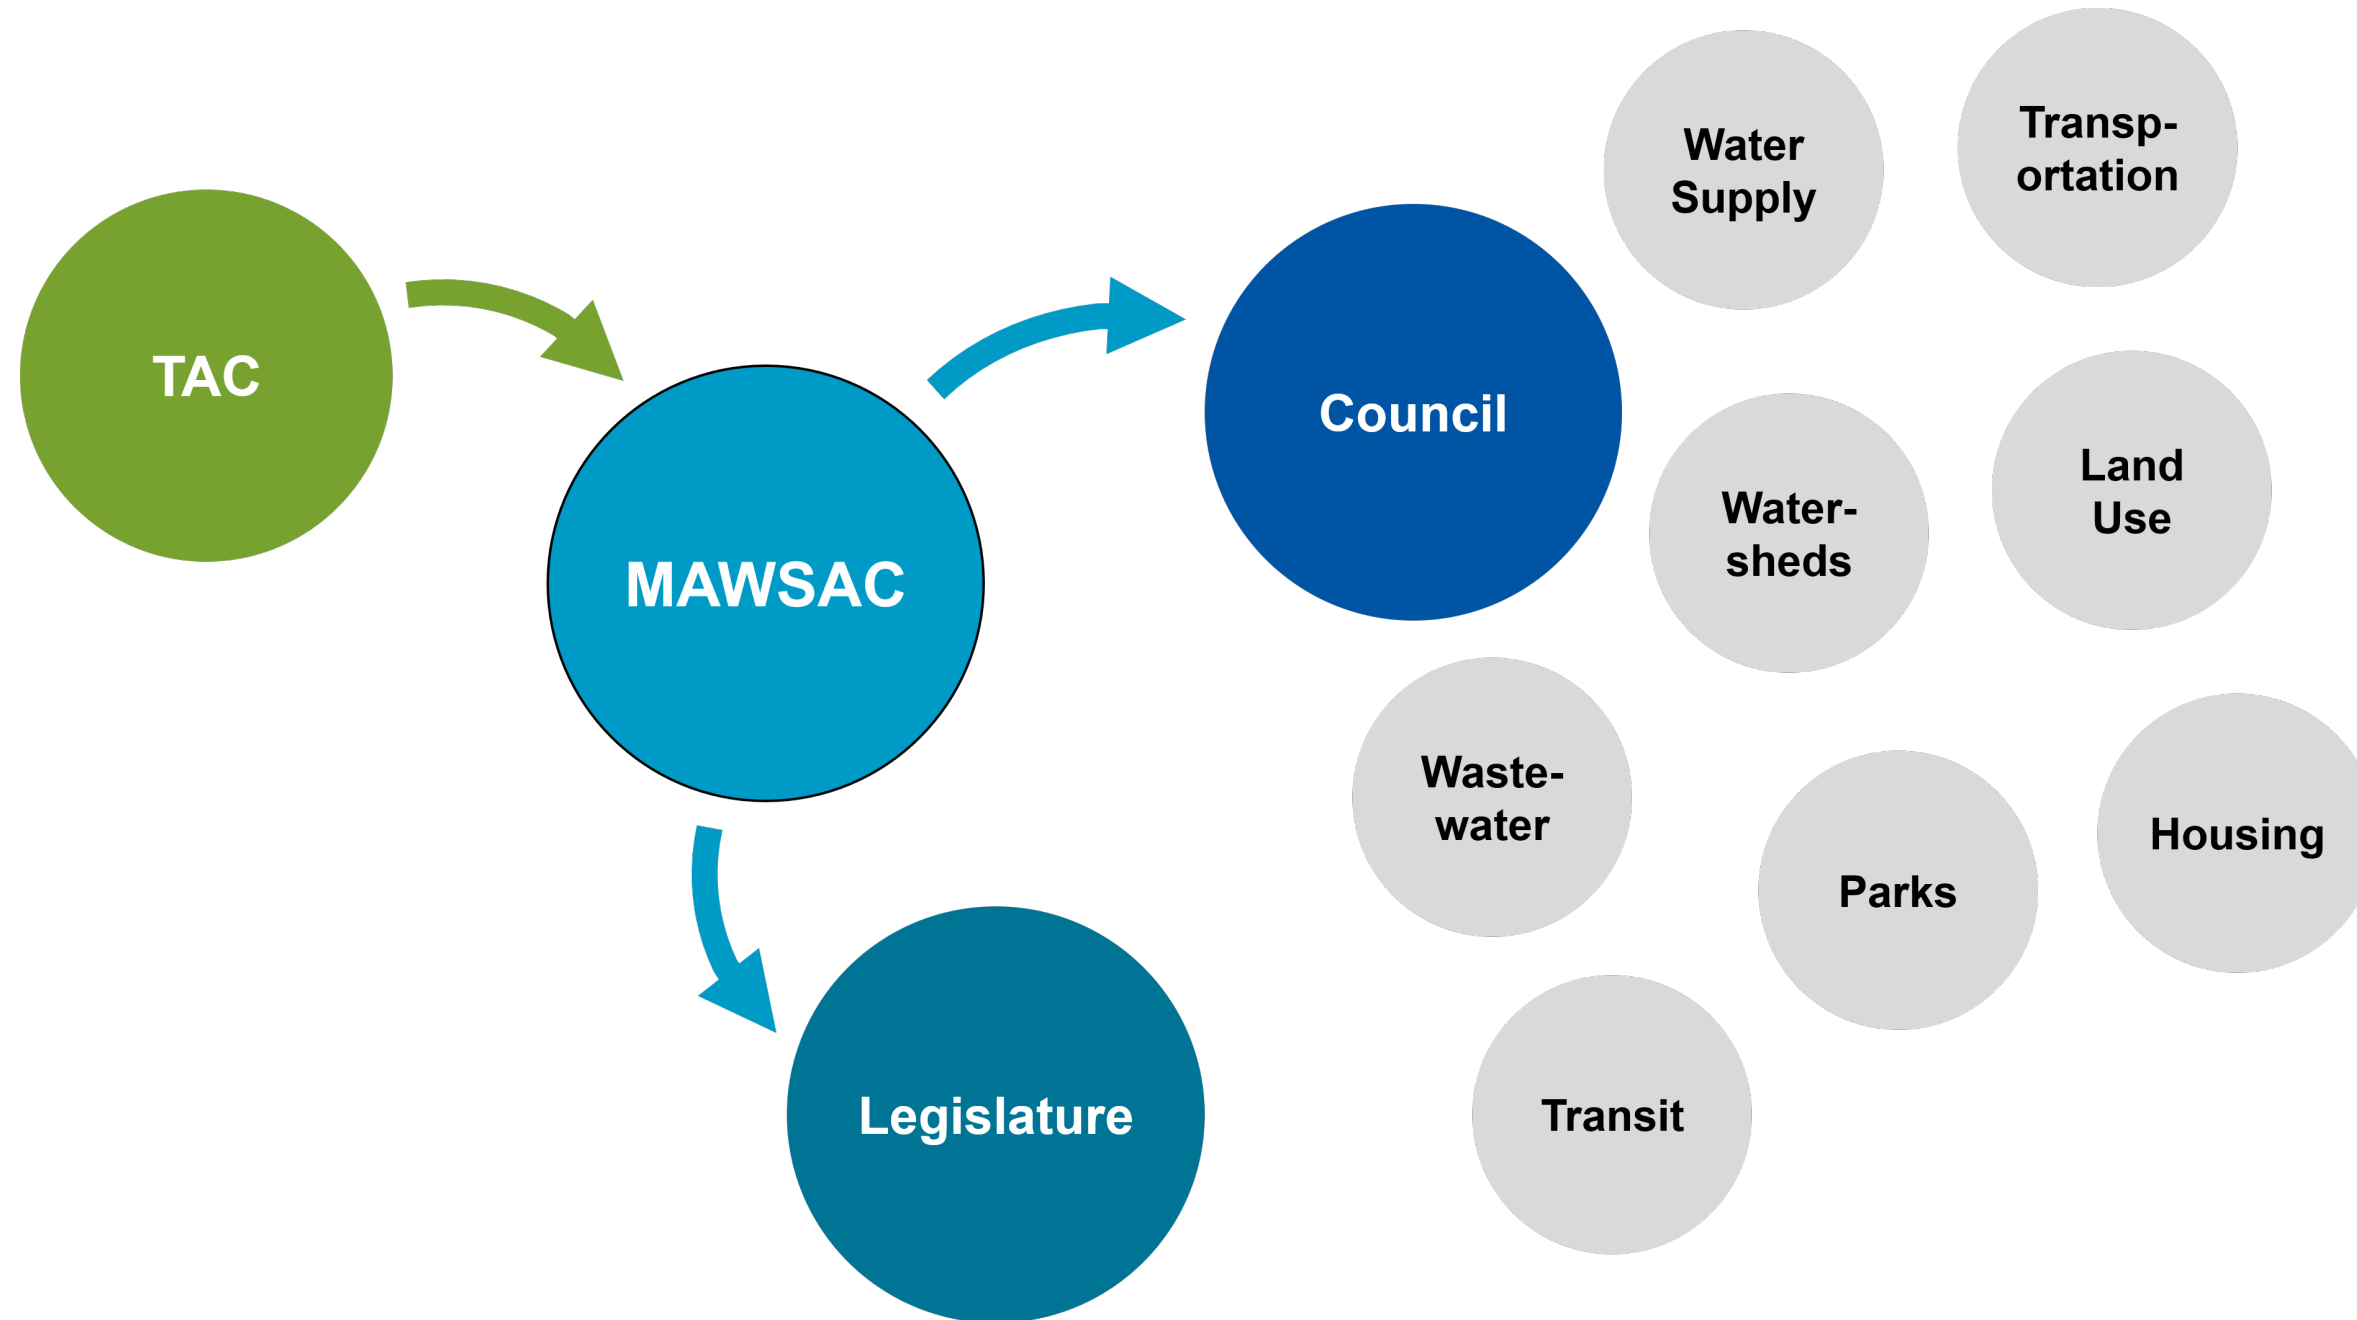 TAC
MAWSAC
Council
Legislature
Water
Supply
Transp-
ortation
Water-
sheds
Land
Use
Waste-
water
Parks
Housing
Transit